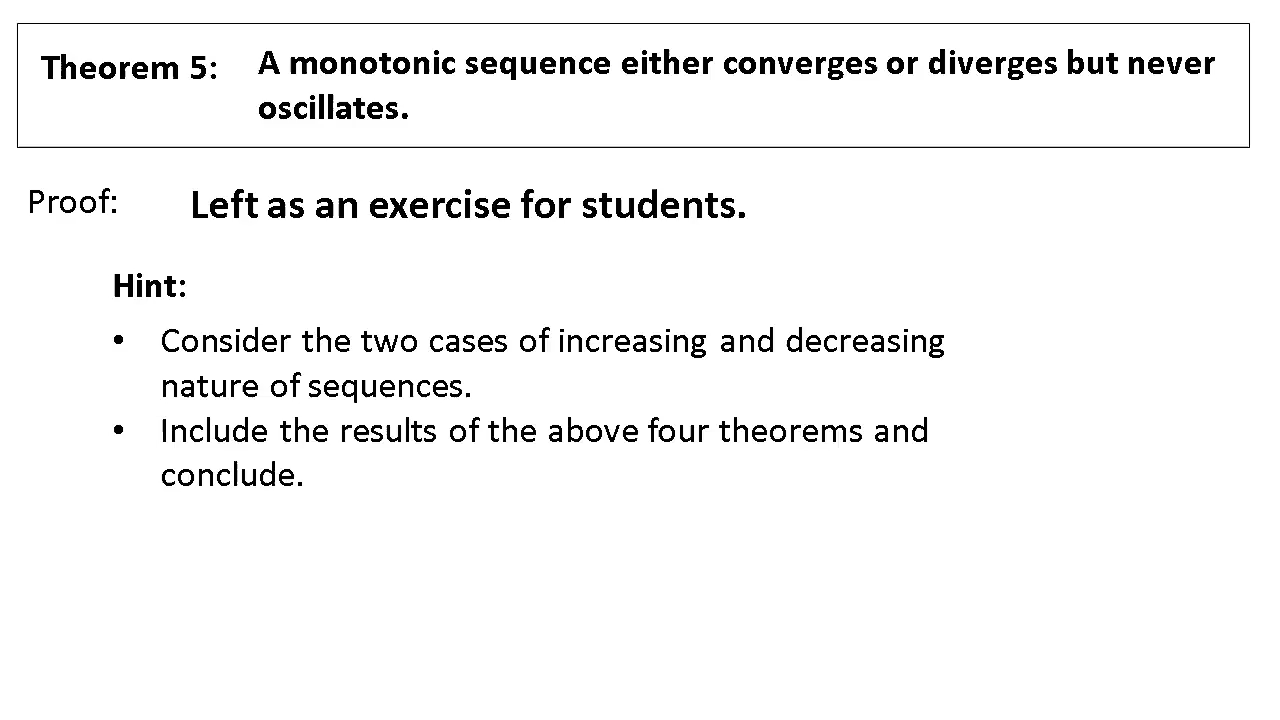 Theorem 5: A monotonic sequence either converges or diverges but never
oscillates.
Proof: Left as an exercise for students.
Hint:
• Consider the two cases of increasing and decreasing
nature of sequences.
• Include the results of the above four theorems and
conclude.